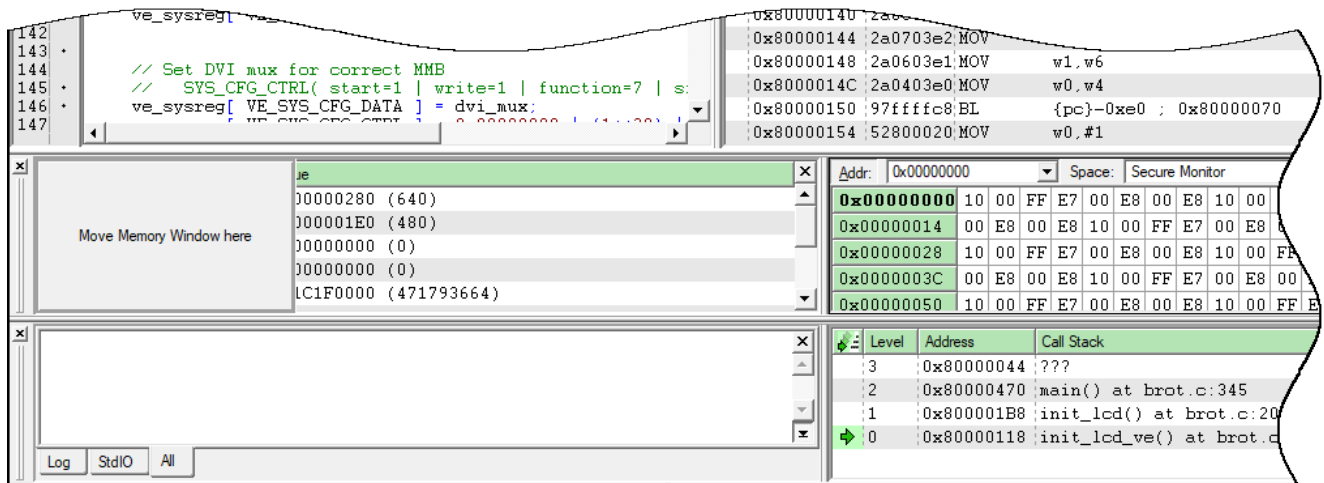 142
143
144 // Set DVI mux for correct MMB
145 // SYS_CFG_CTRL( start=1 | write=1 | function=7 |
146 ve_sysreg[ VE_SYS_CFG_DATA ] = dvi_mux;
147
0x80000140
0x80000144 2a0703e2 MOV
0x80000148 2a0603e1 MOV w1,w6
0x8000014C 2a0403e0 MOV w0,w4
0x80000150 97ffffc8 BL {pc}-0xe0 ; 0x80000070
0x80000154 52800020 MOV w0,#1
Move Memory Window here
ue
00000280 (640)
000001E0 (480)
00000000 (0)
00000000 (0)
1C1F0000 (471793664)
Addr: 0x00000000 Space: Secure Monitor
0x00000000 10 00 FF E7 00 E8 00 E8 10 00
0x00000014 00 E8 00 E8 10 00 FF E7 00 E8
0x00000028 10 00 FF E7 00 E8 00 E8 10 00 FF
0x0000003C 00 E8 00 E8 10 00 FF E7 00 E8 00
0x00000050 10 00 FF E7 00 E8 00 E8 10 00 FF E
Log StdIO All
Level Address Call Stack
3 0x80000044 ???
2 0x80000470 main() at brot.c:345
1 0x800001B8 init_lcd() at brot.c:20
0 0x80000118 init_lcd_ve() at brot.c